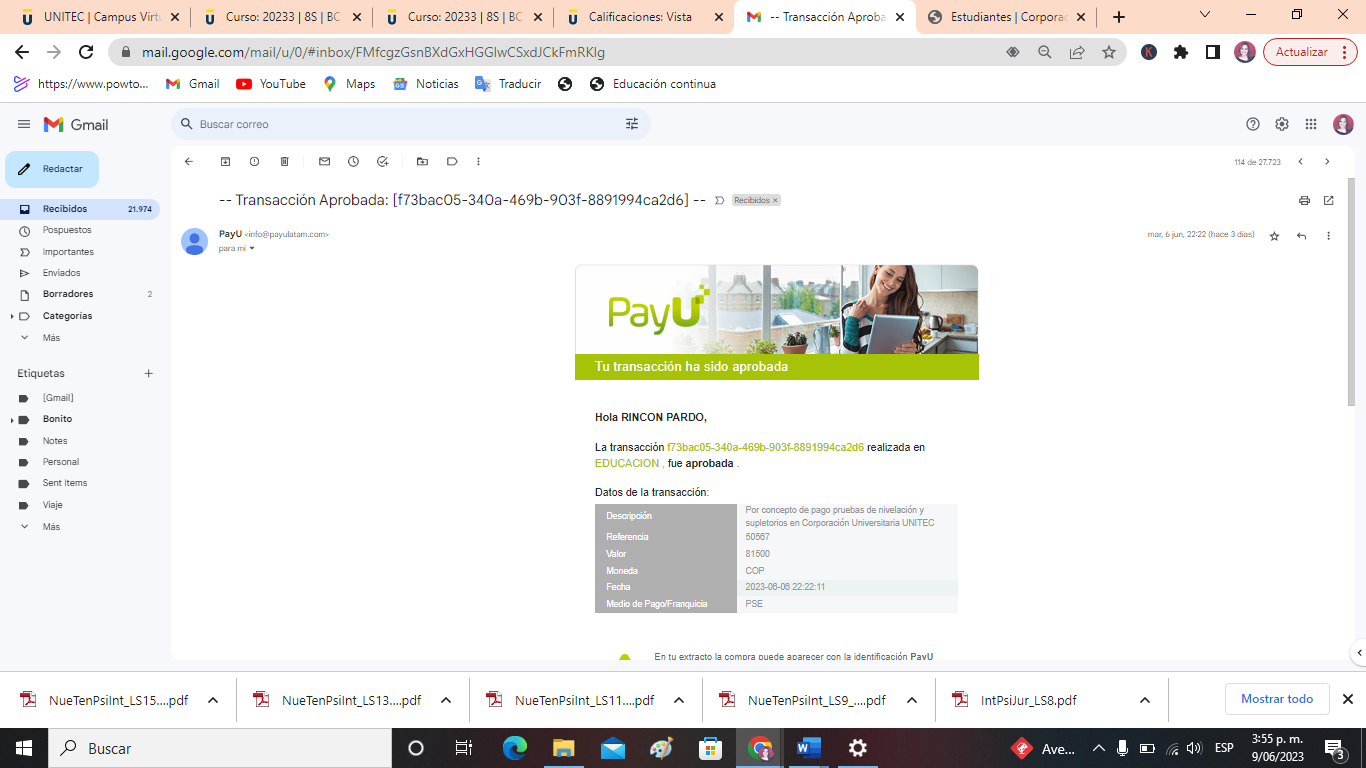 UNITEC | Campus Virtu
Curso: 20233 | 8S | BC
Curso: 20233 | 8S | BC
Calificaciones: Vista
-- Transacción Aproba
Estudiantes | Corporac
mail.google.com/mail/u/0/#inbox/FMfcgzGsnBXdGxHGGlwCSxdJCkFmRKlg
K
Actualizar
https://www.powto...
Gmail
YouTube
Maps
Noticias
Traducir
Educación continua
Gmail
Buscar correo
Redactar
114 de 27.723
Recibidos
21.974
Pospuestos
Importantes
Enviados
Borradores
2
Categorías
Más
Etiquetas
[Gmail]
Bonito
Notes
Personal
Sent Items
Viaje
Más
-- Transacción Aprobada: [f73bac05-340a-469b-903f-8891994ca2d6] --
Recibidos
PayU <info@payulatam.com>
para mí
mar, 6 jun, 22:22 (hace 3 días)
PayU
Tu transacción ha sido aprobada
Hola RINCON PARDO,
La transacción f73bac05-340a-469b-903f-8891994ca2d6 realizada en
EDUCACION , fue aprobada .
Datos de la transacción:
Descripción
Por concepto de pago pruebas de nivelación y
supletorios en Corporación Universitaria UNITEC
Referencia
50567
Valor
81500
Moneda
COP
Fecha
2023-06-06 22:22:11
Medio de Pago/Franquicia
PSE
En tu extracto la compra puede aparecer con la identificación PayU
NueTenPsiInt_LS15....pdf
NueTenPsiInt_LS13....pdf
NueTenPsiInt_LS11....pdf
NueTenPsiInt_LS9_....pdf
IntPsiJur_LS8.pdf
Mostrar todo
Buscar
Ave...
ESP
3:55 p. m.
9/06/2023
3